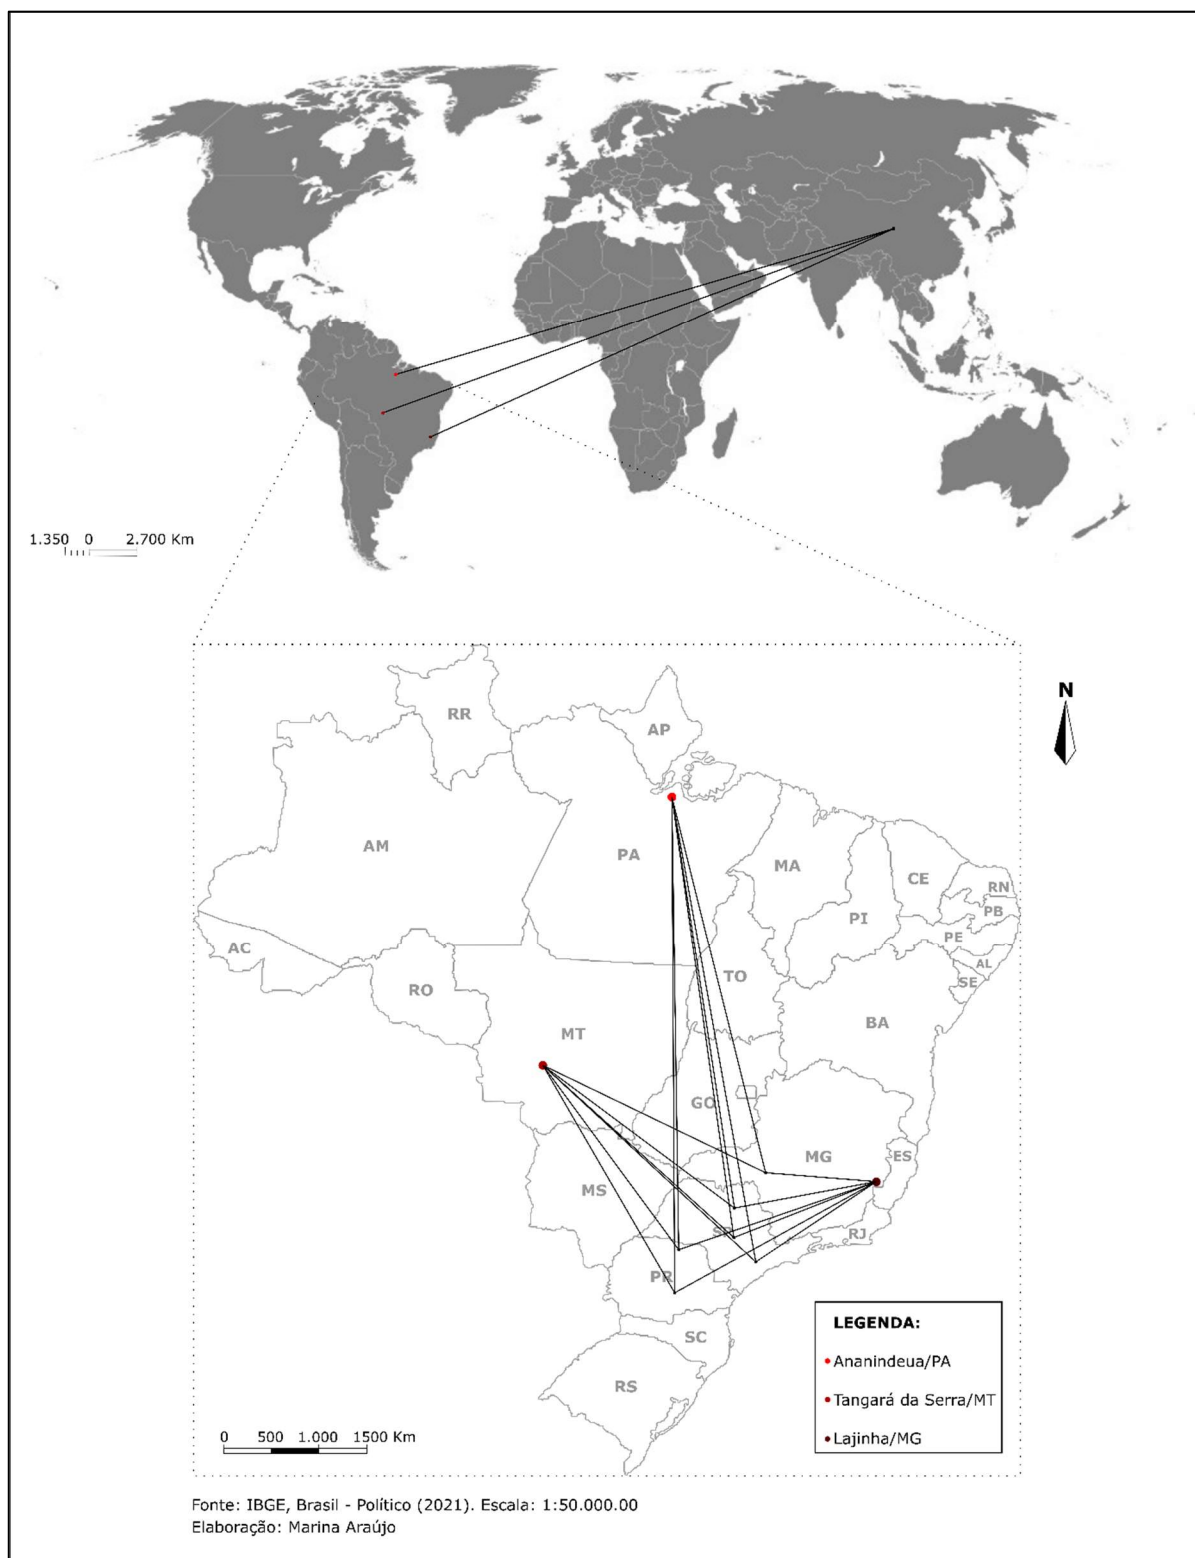 1.350 0 2.700 Km
N
RR
AP
AM
PA
MA
CE
RN
PB
PI
PE
AC
AL
SE
TO
RO
BA
MT
GO
MG
ES
MS
SP
RJ
PR
LEGENDA:
SC
Ananindeua/PA
RS
Tangará da Serra/MT
Lajinha/MG
0 500 1.000 1500 Km
Fonte: IBGE, Brasil - Político (2021). Escala: 1:50.000.00
Elaboração: Marina Araújo